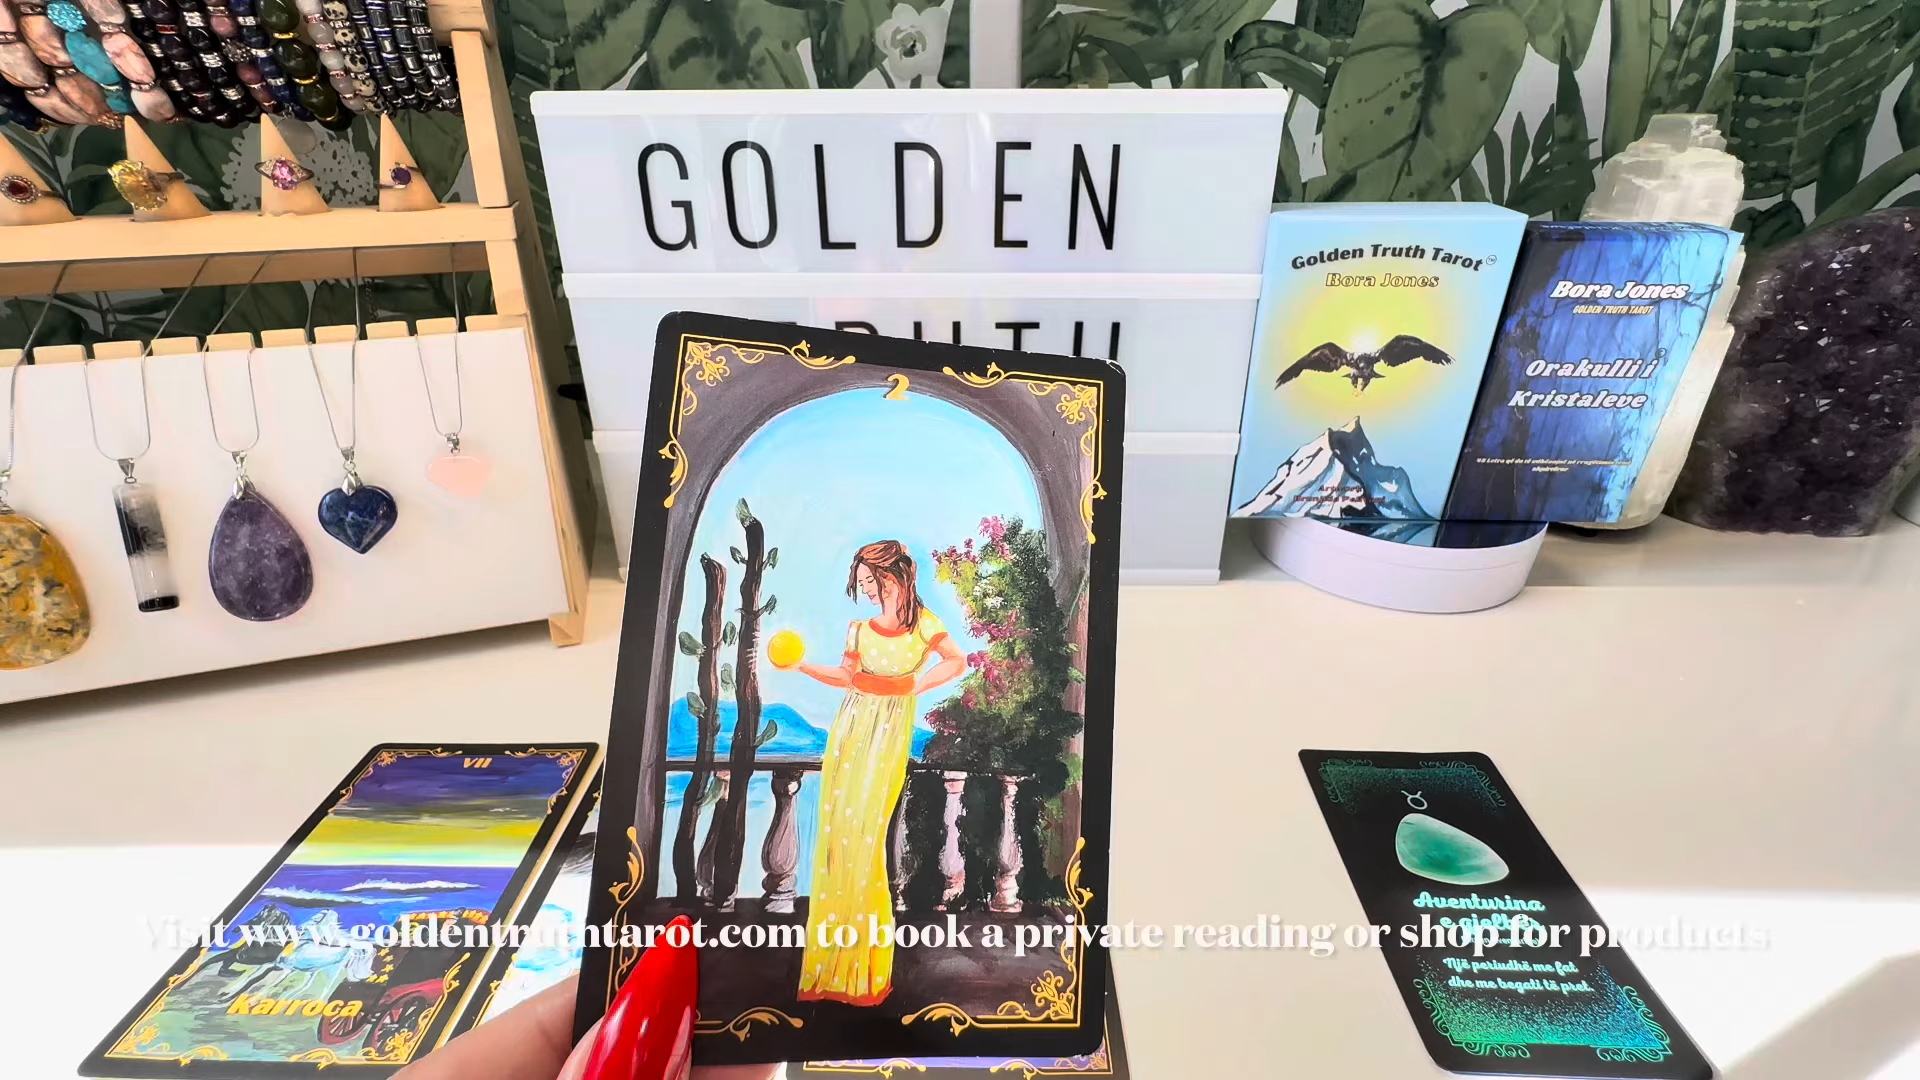 GOLDEN
TRUTH
Golden Truth Tarot
Bora Jones
Bora Jones
GOLDEN TRUTH TAROT
Orakulli i
Kristaleve
2
VII
Karroca
Aventurina
e gjelbër
Një periudhë me fat
dhe me begati të pret.
Visit www.goldentruthtarot.com to book a private reading or shop for products